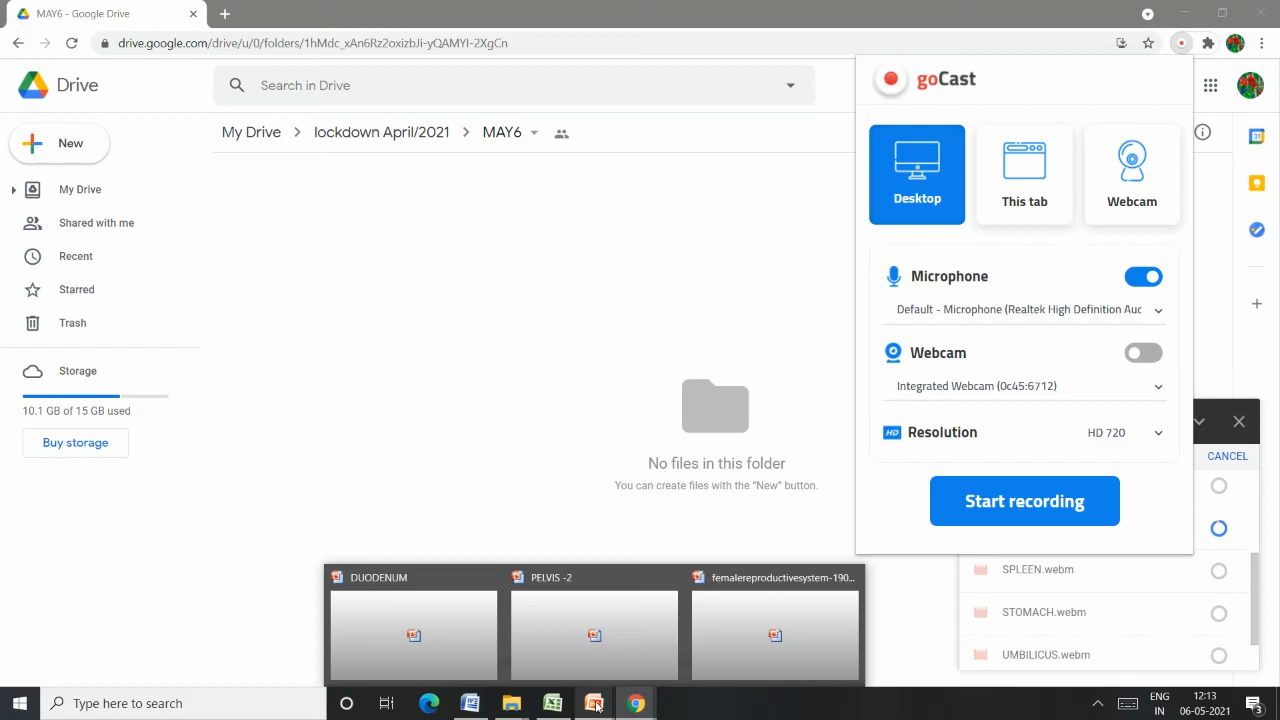 MAY6 - Google Drive
drive.google.com/drive/u/0/folders/1hMdc_xAn6Rz2oxizbJi-yQAMYI-2XgCn
Drive
Search in Drive
New
My Drive > lockdown April/2021 > MAY6
My Drive
Shared with me
Recent
Starred
Trash
Storage
10.1 GB of 15 GB used
Buy storage
No files in this folder
You can create files with the "New" button.
goCast
Desktop
This tab
Webcam
Microphone
Default - Microphone (Realtek High Definition Auc
Webcam
Integrated Webcam (0c45:6712)
HD Resolution
HD 720
Start recording
31
CANCEL
SPLEEN.webm
STOMACH.webm
UMBILICUS.webm
DUODENUM
PELVIS -2
femalereproductivesystem-190...
Type here to search
ENG
IN
12:13
06-05-2021
3